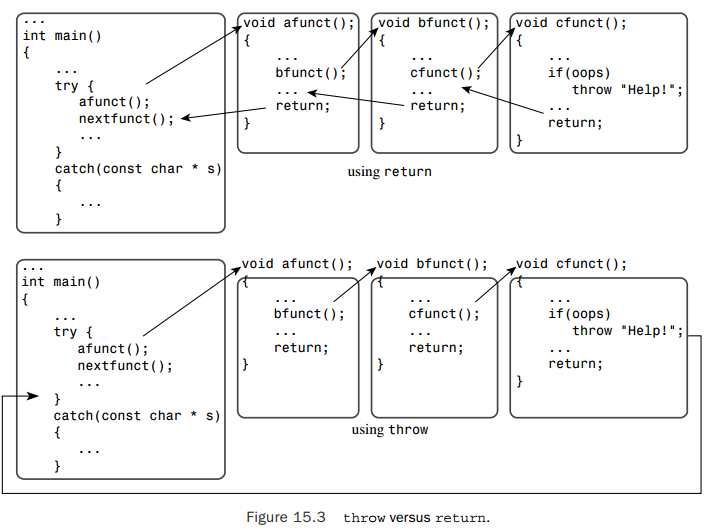 ...
int main()
{
...
try {
afunct();
nextfunct();
...
}
catch(const char * s)
{
...
}
void afunct();
{
...
bfunct();
...
return;
}
void bfunct();
{
...
cfunct();
...
return;
}
void cfunct();
{
...
if(oops)
throw "Help!";
...
return;
}
using return
...
int main()
{
...
try {
afunct();
nextfunct();
...
}
catch(const char * s)
{
...
}
void afunct();
{
...
bfunct();
...
return;
}
void bfunct();
{
...
cfunct();
...
return;
}
void cfunct();
{
...
if(oops)
throw "Help!";
...
return;
}
using throw
Figure 15.3 throw versus return.